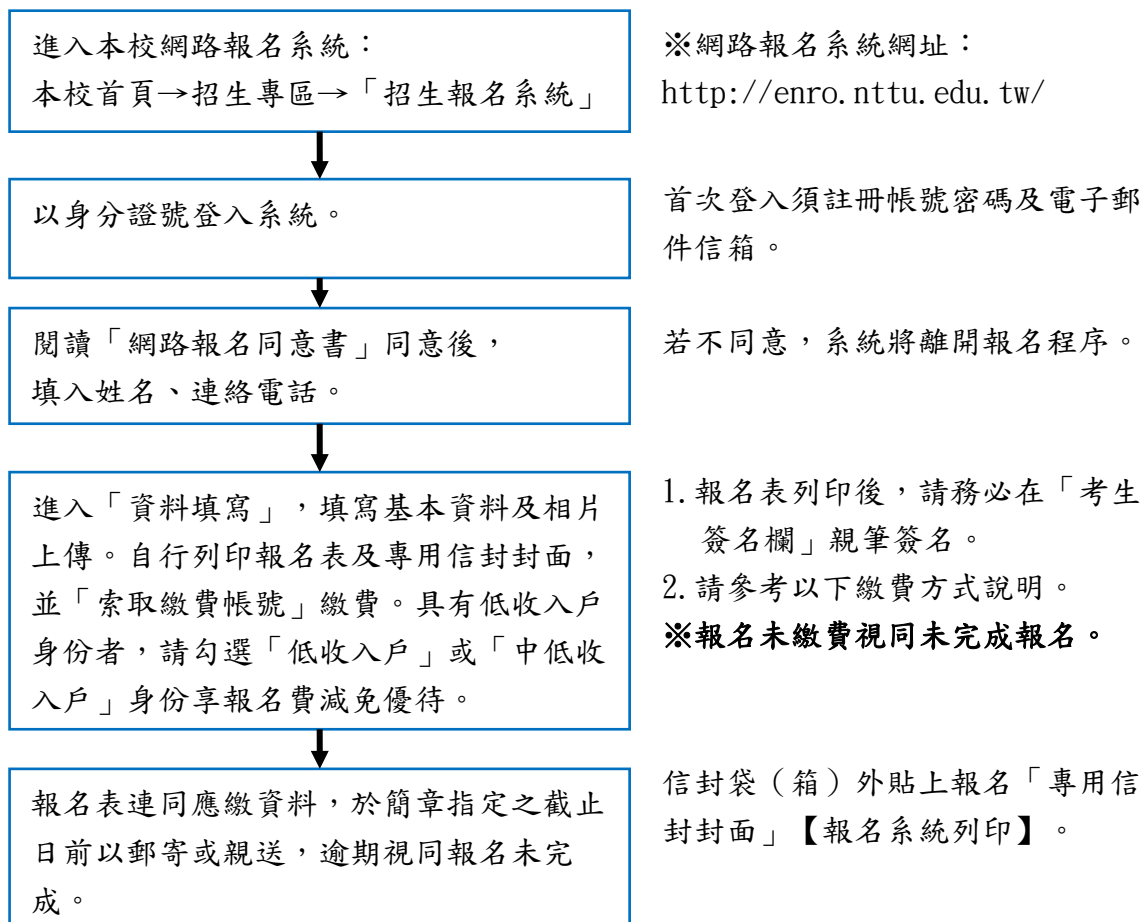 進入本校網路報名系統：
本校首頁→招生專區→「招生報名系統」
※網路報名系統網址：
http://enro.nttu.edu.tw/
以身分證號登入系統。
首次登入須註冊帳號密碼及電子郵
件信箱。
閱讀「網路報名同意書」同意後，
填入姓名、連絡電話。
若不同意，系統將離開報名程序。
進入「資料填寫」，填寫基本資料及相片
上傳。自行列印報名表及專用信封封面，
並「索取繳費帳號」繳費。具有低收入戶
身份者，請勾選「低收入戶」或「中低收
入戶」身份享報名費減免優待。
1.報名表列印後，請務必在「考生
簽名欄」親筆簽名。
2.請參考以下繳費方式說明。
※報名未繳費視同未完成報名。
報名表連同應繳資料，於簡章指定之截止
日前以郵寄或親送，逾期視同報名未完
成。
信封袋（箱）外貼上報名「專用信
封封面」【報名系統列印】。